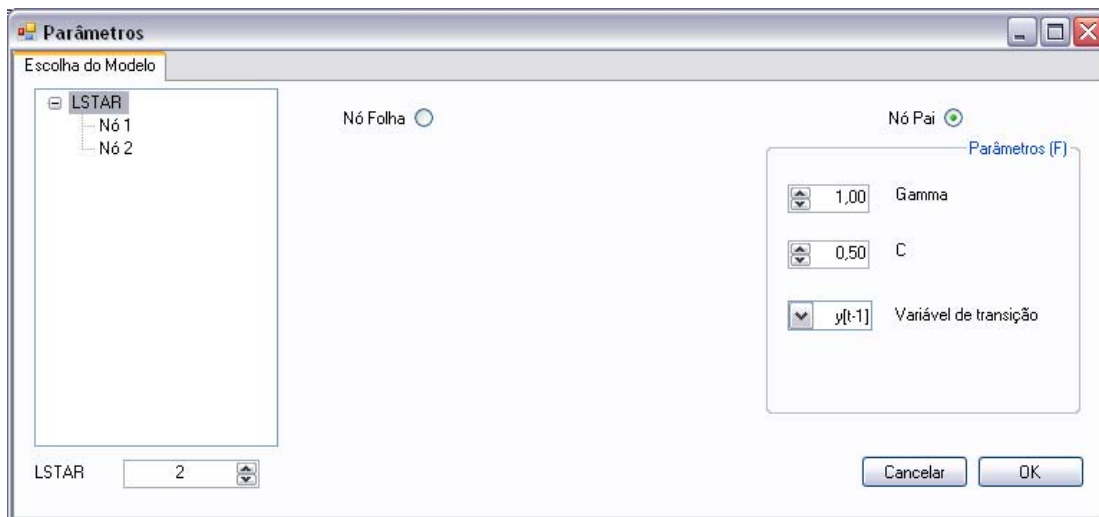 Parâmetros
Escolha do Modelo
LSTAR
Nó 1
Nó 2
Nó Folha
Nó Pai
Parâmetros (F)
1,00 Gamma
0,50 C
y[t-1] Variável de transição
LSTAR 2
Cancelar OK